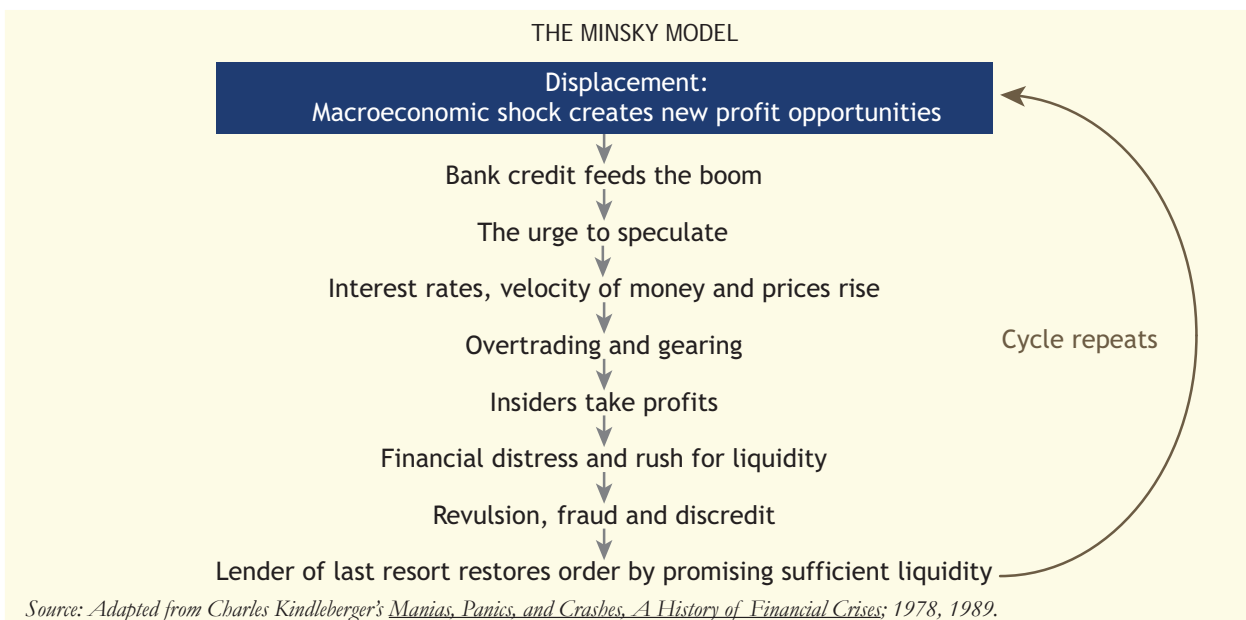 THE MINSKY MODEL
Displacement:
Macroeconomic shock creates new profit opportunities
Bank credit feeds the boom
The urge to speculate
Interest rates, velocity of money and prices rise
Overtrading and gearing
Cycle repeats
Insiders take profits
Financial distress and rush for liquidity
Revulsion, fraud and discredit
Lender of last resort restores order by promising sufficient liquidity
Source: Adapted from Charles Kindleberger's Manias, Panics, and Crashes, A History of Financial Crises; 1978, 1989.